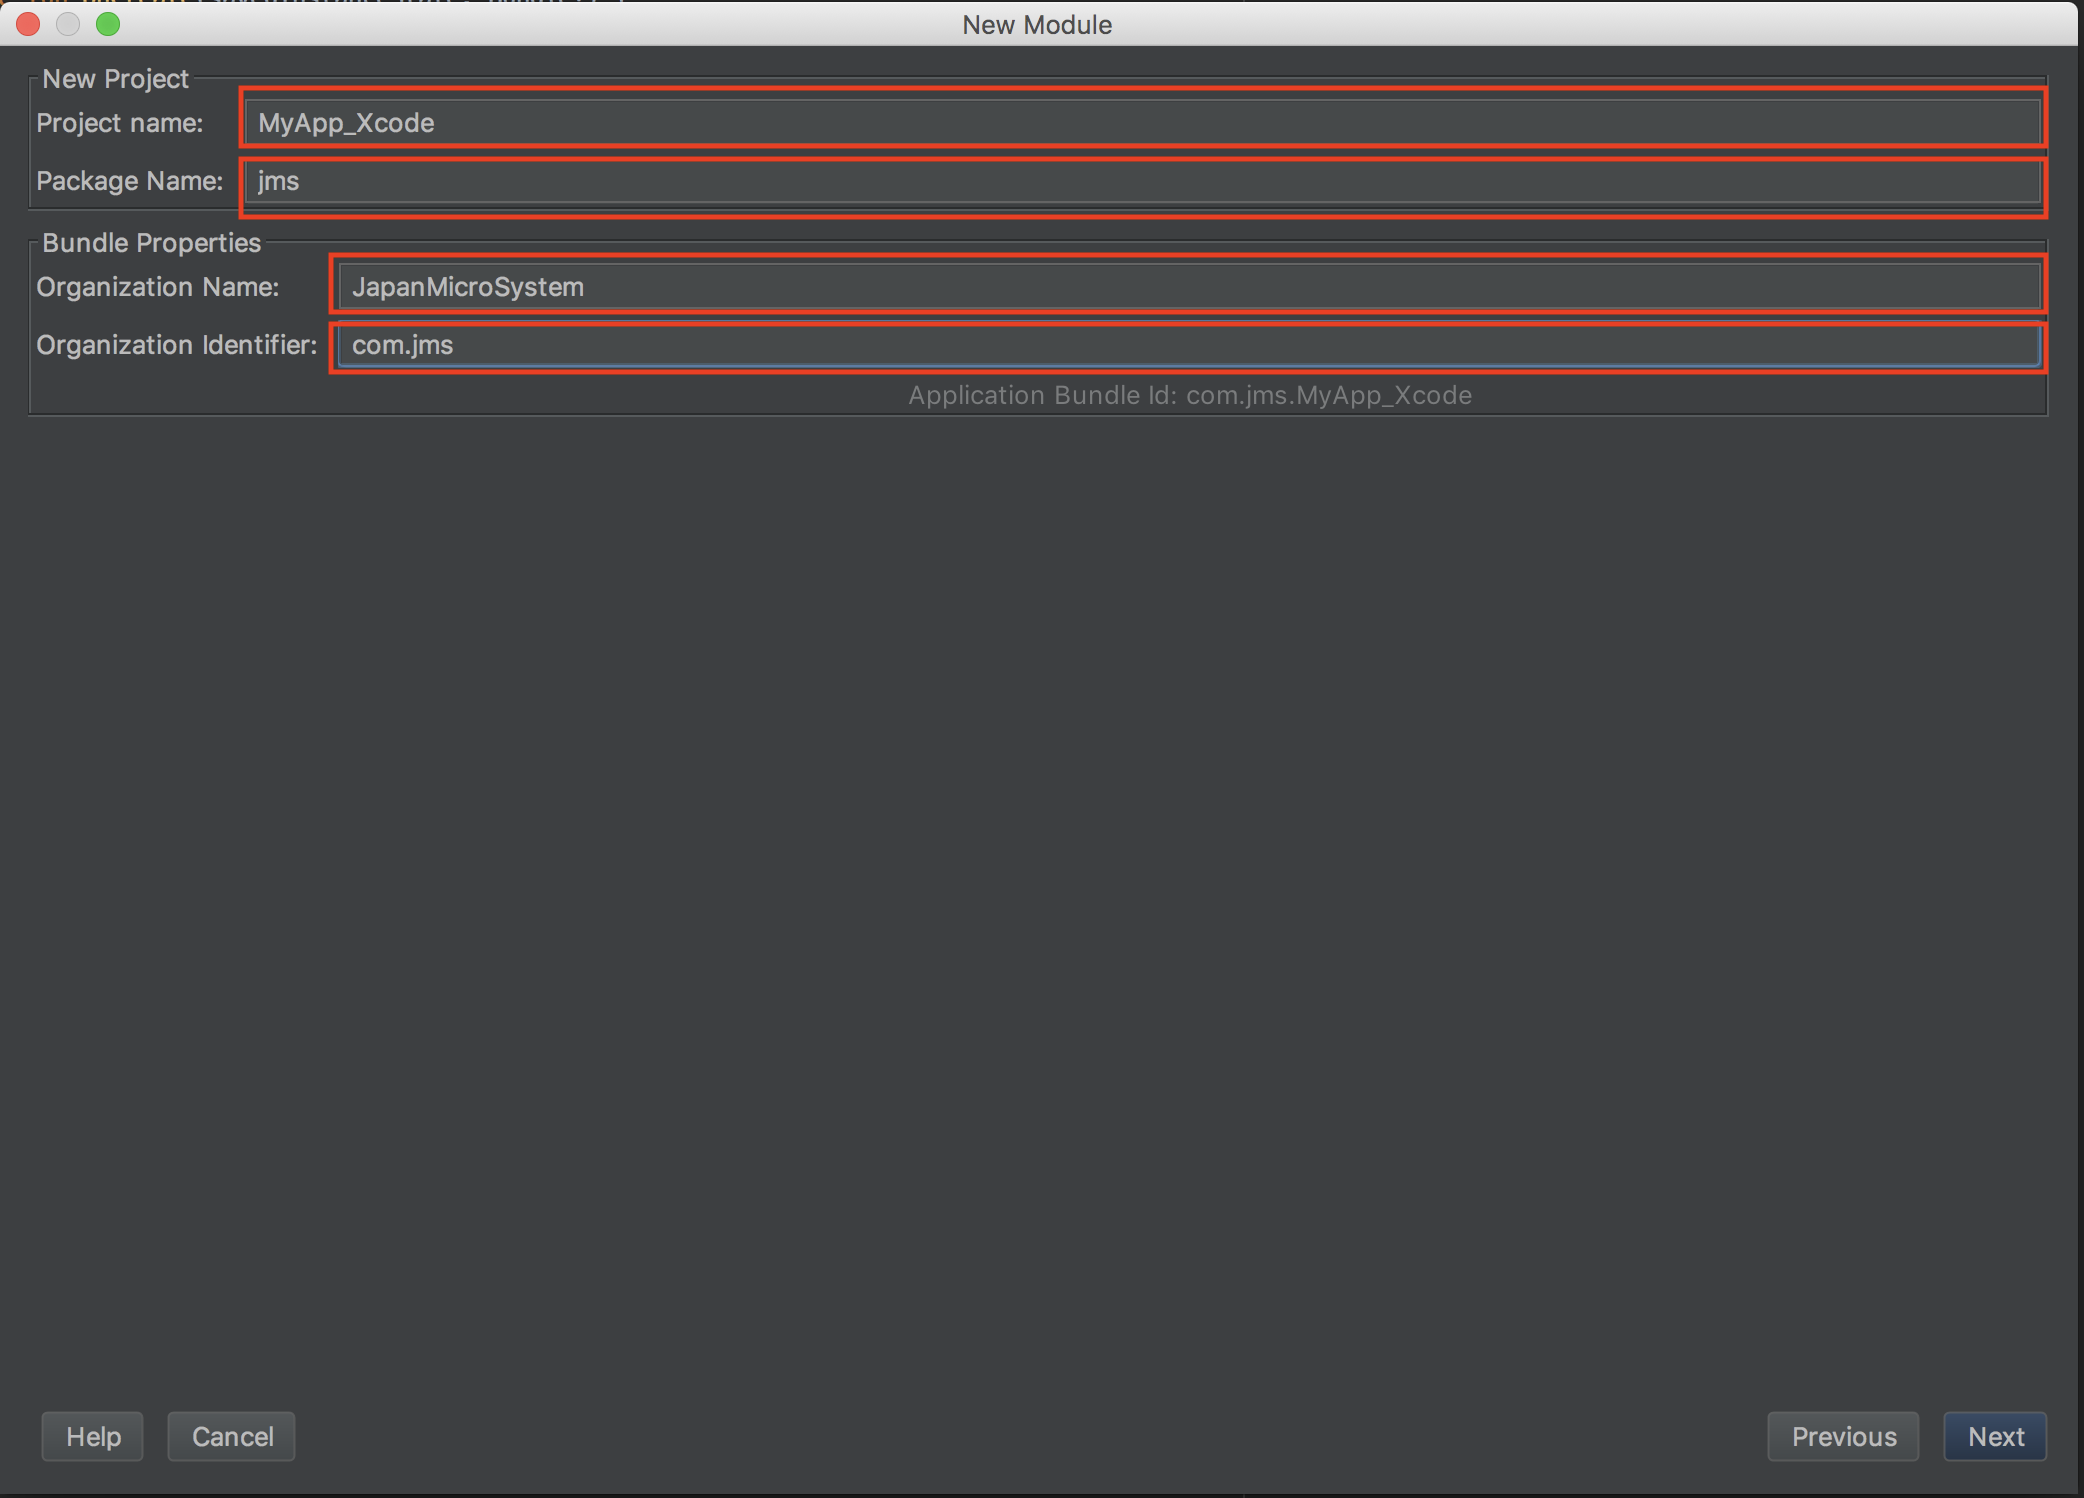 New Module
New Project
Project name: MyApp_Xcode
Package Name: jms
Bundle Properties
Organization Name: JapanMicroSystem
Organization Identifier: com.jms
Application Bundle Id: com.jms.MyApp_Xcode
Help Cancel Previous Next